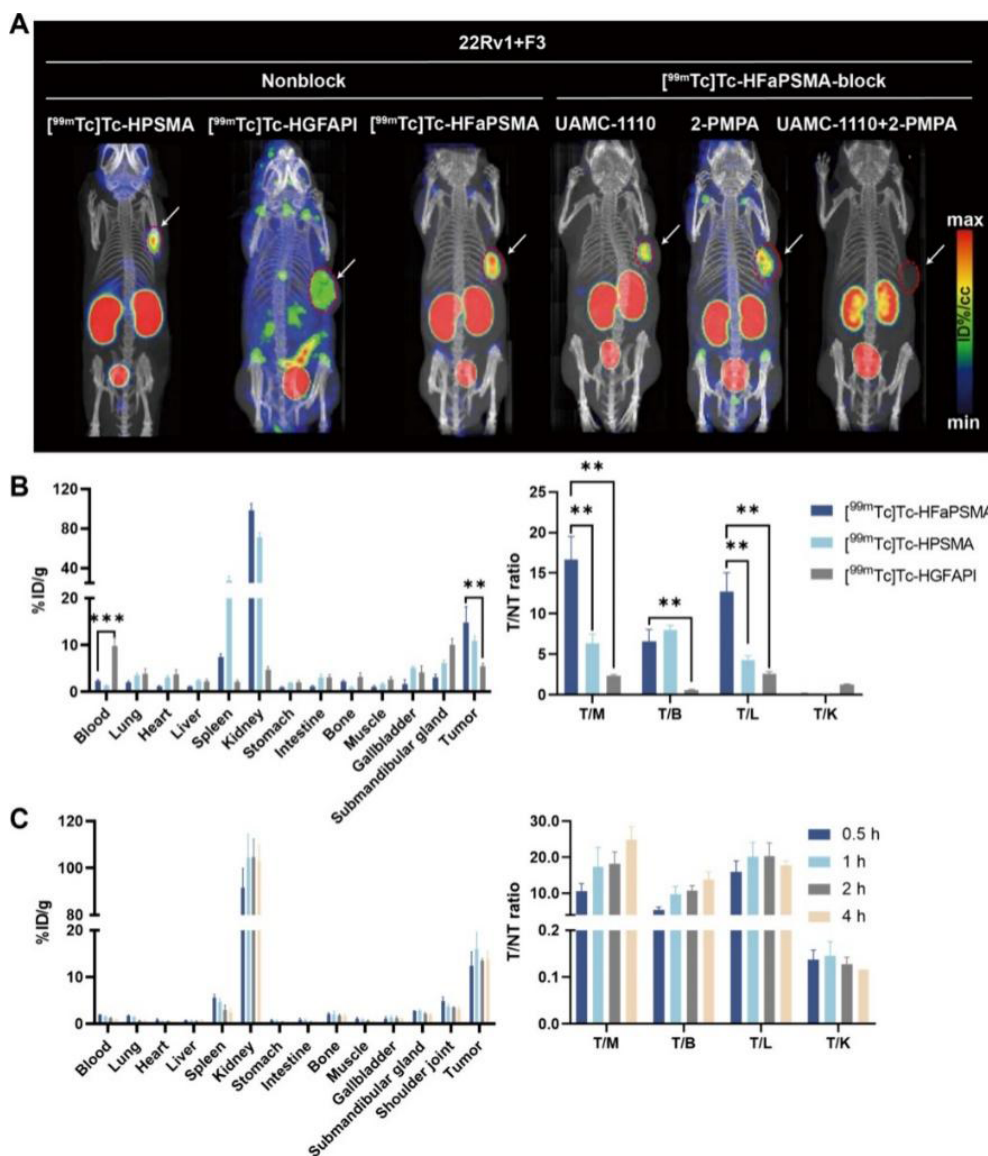 A
22Rv1+F3
Nonblock
[⁹⁹ᵐTc]Tc-HFaPSMA-block
[⁹⁹ᵐTc]Tc-HPSMA
[⁹⁹ᵐTc]Tc-HGFAPI
[⁹⁹ᵐTc]Tc-HFaPSMA
UAMC-1110
2-PMPA
UAMC-1110+2-PMPA
max
ID%/cc
min
B
%ID/g
120
80
40
20
10
0
***
**
Blood
Lung
Heart
Liver
Spleen
Kidney
Stomach
Intestine
Bone
Muscle
Gallbladder
Submandibular gland
Tumor
T/NT ratio
25
20
15
10
5
0
**
**
**
**
**
T/M
T/B
T/L
T/K
[⁹⁹ᵐTc]Tc-HFaPSMA
[⁹⁹ᵐTc]Tc-HPSMA
[⁹⁹ᵐTc]Tc-HGFAPI
C
%ID/g
120
100
80
20
10
0
Blood
Lung
Heart
Liver
Spleen
Kidney
Stomach
Intestine
Bone
Muscle
Gallbladder
Submandibular gland
Shoulder joint
Tumor
T/NT ratio
30.0
20.0
10.0
0.2
0.1
0.0
T/M
T/B
T/L
T/K
0.5 h
1 h
2 h
4 h